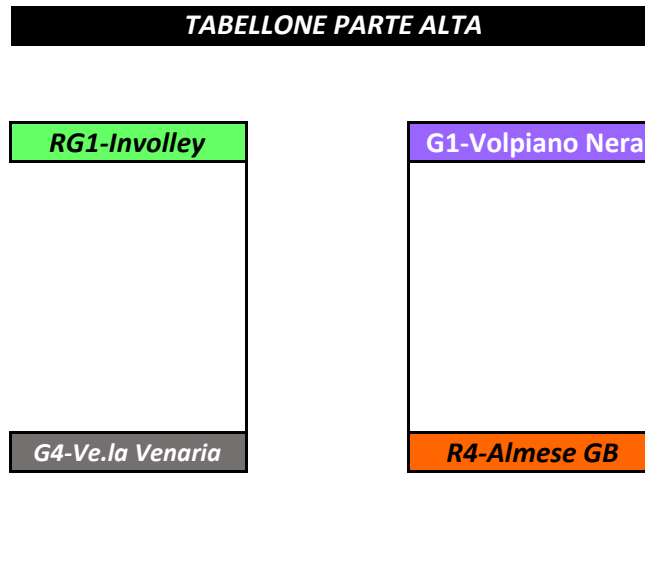 TABELLONE PARTE ALTA
RG1-Involley
G1-Volpiano Nera
G4-Ve.la Venaria
R4-Almese GB